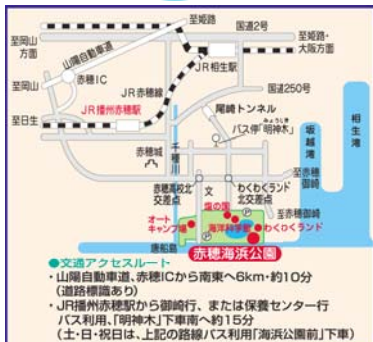 至姫路
国道2号
至岡山方面
山陽自動車道
至姫路・大阪方面
JR相生駅
赤穂IC
至岡山
JR赤穂線
国道250号
至日生
JR播州赤穂駅
尾崎トンネル
みょうじぎ
バス停「明神木」
坂越湾
相生湾
赤穂城
千種川
至赤穂御崎
赤穂高校北交差点
文
わくわくランド北交差点
塩の国
至赤穂御崎
オートキャンプ場
海洋科学館
わくわくランド
P
P
唐船島
赤穂海浜公園
●交通アクセスルート
・山陽自動車道、赤穂ICから南東へ6km・約10分
(道路標識あり)
・JR播州赤穂駅から御崎行、または保養センター行
バス利用、「明神木」下車南へ約15分
(土・日・祝日は、上記の路線バス利用「海浜公園前」下車)